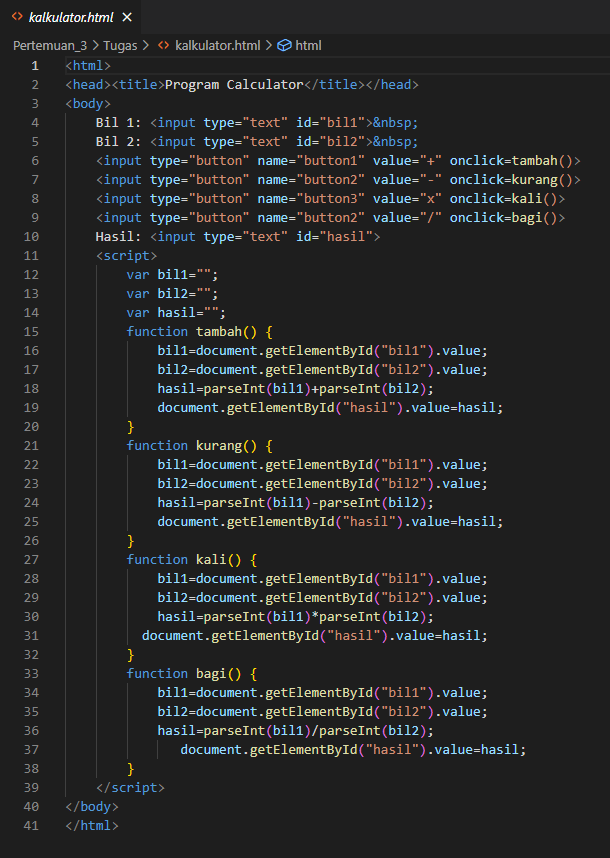 kalkulator.html
Pertemuan_3 > Tugas > kalkulator.html > html
1 <html>
2 <head><title>Program Calculator</title></head>
3 <body>
4     Bil 1: <input type="text" id="bil1">&nbsp;
5     Bil 2: <input type="text" id="bil2">&nbsp;
6     <input type="button" name="button1" value="+" onclick=tambah()>
7     <input type="button" name="button2" value="-" onclick=kurang()>
8     <input type="button" name="button3" value="x" onclick=kali()>
9     <input type="button" name="button2" value="/" onclick=bagi()>
10     Hasil: <input type="text" id="hasil">
11     <script>
12         var bil1="";
13         var bil2="";
14         var hasil="";
15         function tambah() {
16             bil1=document.getElementById("bil1").value;
17             bil2=document.getElementById("bil2").value;
18             hasil=parseInt(bil1)+parseInt(bil2);
19             document.getElementById("hasil").value=hasil;
20         }
21         function kurang() {
22             bil1=document.getElementById("bil1").value;
23             bil2=document.getElementById("bil2").value;
24             hasil=parseInt(bil1)-parseInt(bil2);
25             document.getElementById("hasil").value=hasil;
26         }
27         function kali() {
28             bil1=document.getElementById("bil1").value;
29             bil2=document.getElementById("bil2").value;
30             hasil=parseInt(bil1)*parseInt(bil2);
31           document.getElementById("hasil").value=hasil;
32         }
33         function bagi() {
34             bil1=document.getElementById("bil1").value;
35             bil2=document.getElementById("bil2").value;
36             hasil=parseInt(bil1)/parseInt(bil2);
37                document.getElementById("hasil").value=hasil;
38         }
39     </script>
40 </body>
41 </html>